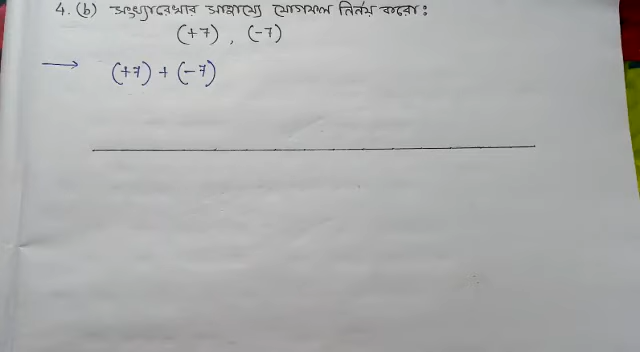 4. (b) সংখ্যারেখার সাহায্যে যোগফল নির্ণয় করো:
(+7), (-7)
→ (+7) + (-7)